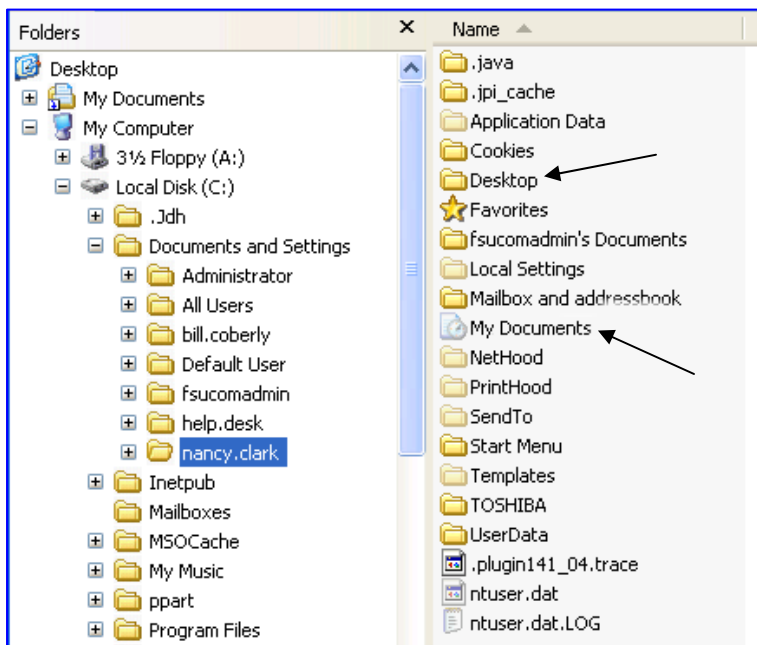 Folders
Desktop
My Documents
My Computer
3½ Floppy (A:)
Local Disk (C:)
.Jdh
Documents and Settings
Administrator
All Users
bill.coberly
Default User
fsucomadmin
help.desk
nancy.clark
Inetpub
Mailboxes
MSOCache
My Music
ppart
Program Files
Name
.java
.jpi_cache
Application Data
Cookies
Desktop
Favorites
fsucomadmin's Documents
Local Settings
Mailbox and addressbook
My Documents
NetHood
PrintHood
SendTo
Start Menu
Templates
TOSHIBA
UserData
.plugin141_04.trace
ntuser.dat
ntuser.dat.LOG